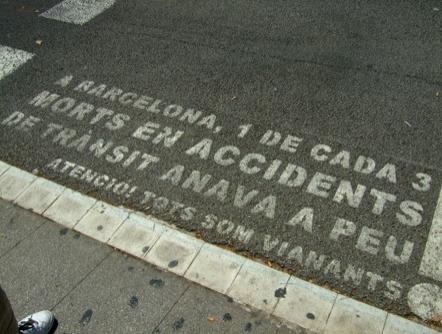 A BARCELONA, 1 DE CADA 3
MORTS EN ACCIDENTS
DE TRÀNSIT ANAVA A PEU
ATENCIÓ! TOTS SOM VIANANTS